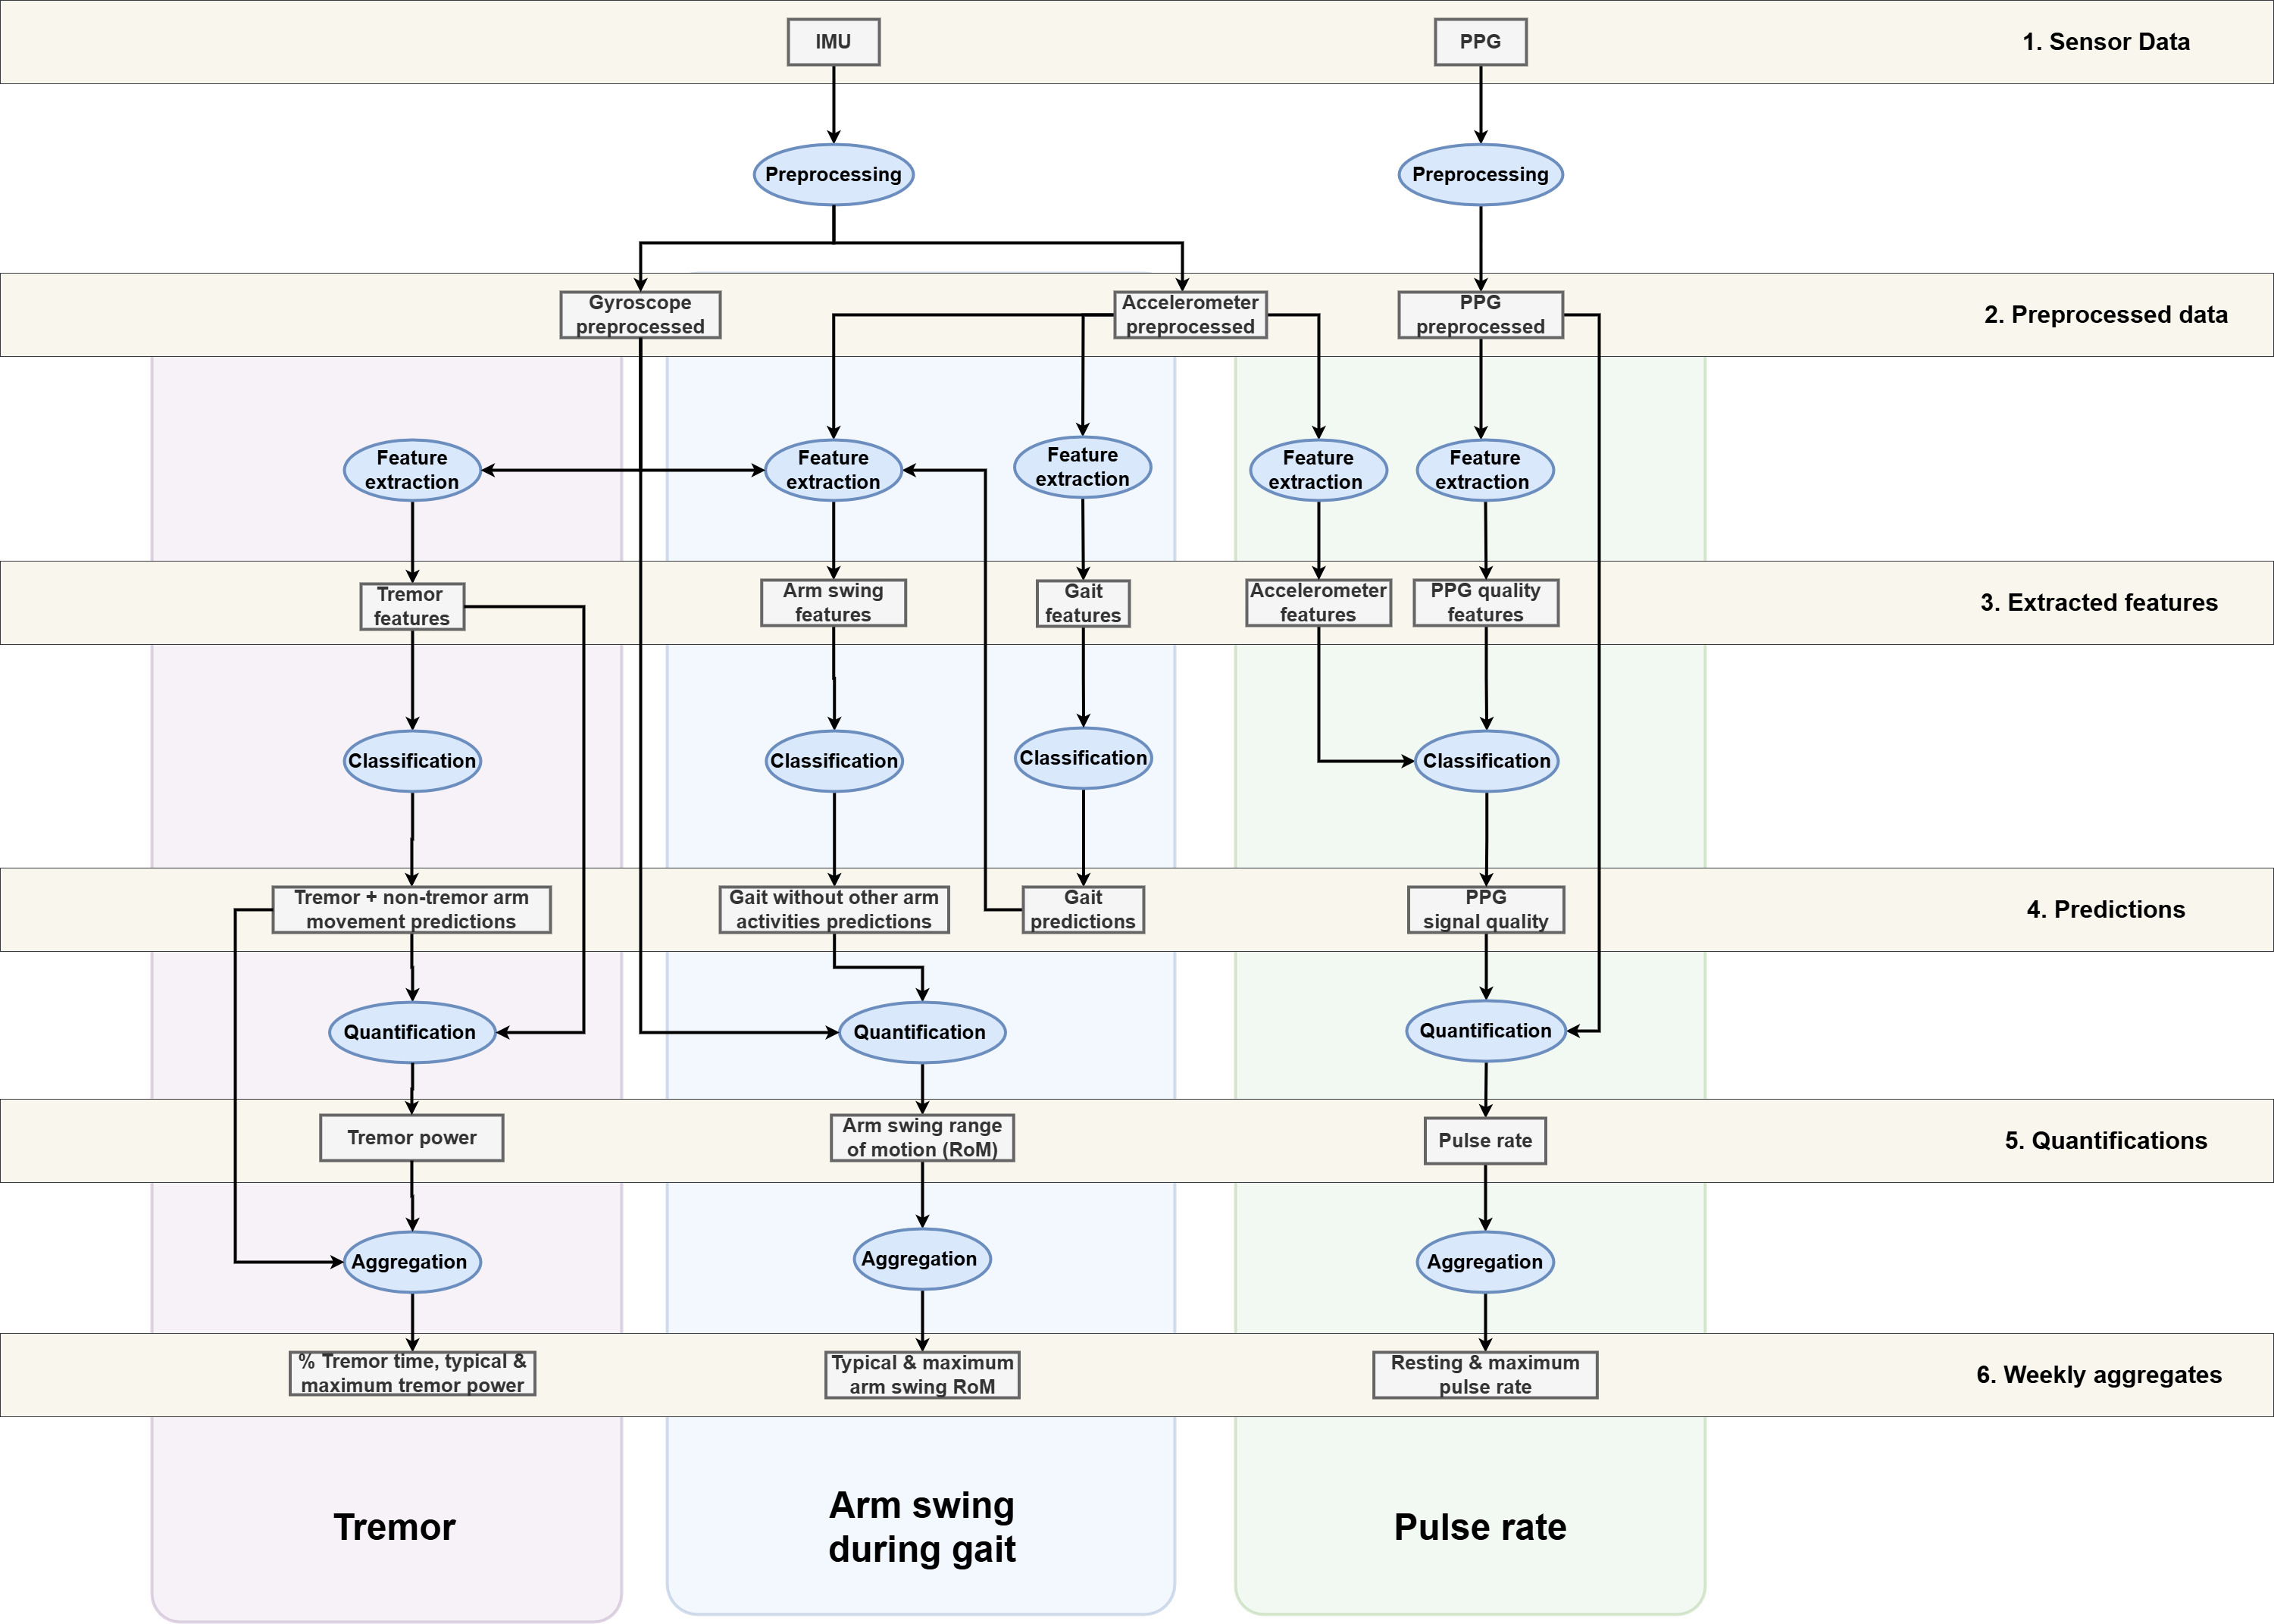 IMU
PPG
1. Sensor Data
Preprocessing
Preprocessing
Gyroscope
preprocessed
Accelerometer
preprocessed
PPG
preprocessed
2. Preprocessed data
Feature
extraction
Feature
extraction
Feature
extraction
Feature
extraction
Feature
extraction
Tremor
features
Arm swing
features
Gait
features
Accelerometer
features
PPG quality
features
3. Extracted features
Classification
Classification
Classification
Classification
Tremor + non-tremor arm
movement predictions
Gait without other arm
activities predictions
Gait
predictions
PPG
signal quality
4. Predictions
Quantification
Quantification
Quantification
Tremor power
Arm swing range
of motion (RoM)
Pulse rate
5. Quantifications
Aggregation
Aggregation
Aggregation
% Tremor time, typical &
maximum tremor power
Typical & maximum
arm swing RoM
Resting & maximum
pulse rate
6. Weekly aggregates
Tremor
Arm swing
during gait
Pulse rate